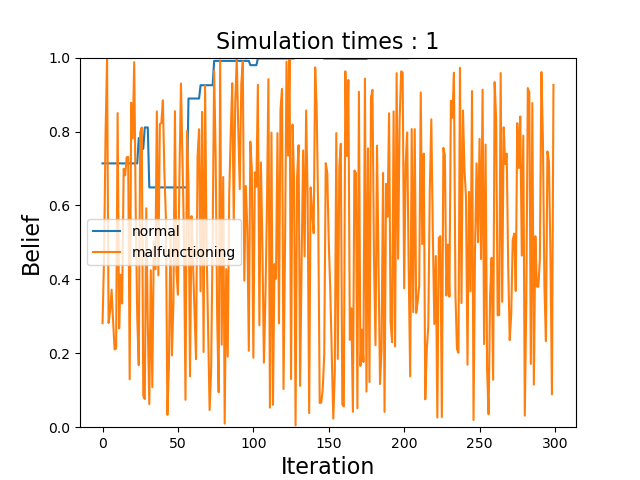 Simulation times : 1
Belief
1.0
0.8
0.6
0.4
0.2
0.0
normal
malfunctioning
0 50 100 150 200 250 300
Iteration